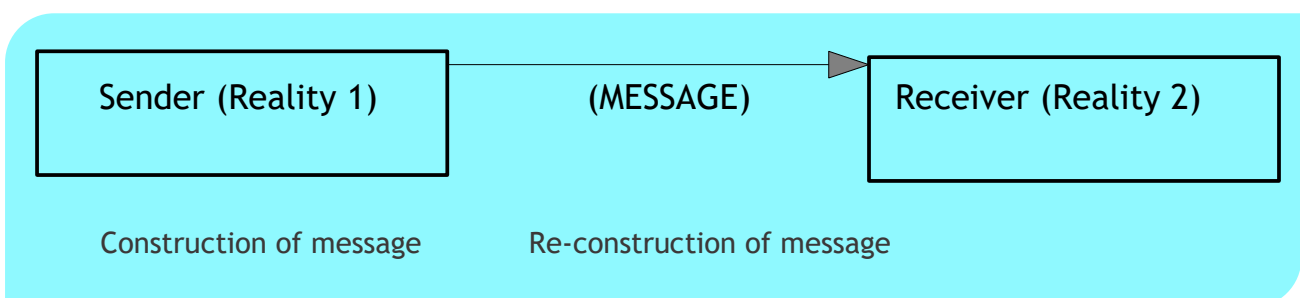 Sender (Reality 1) (MESSAGE) Receiver (Reality 2)
Construction of message Re-construction of message